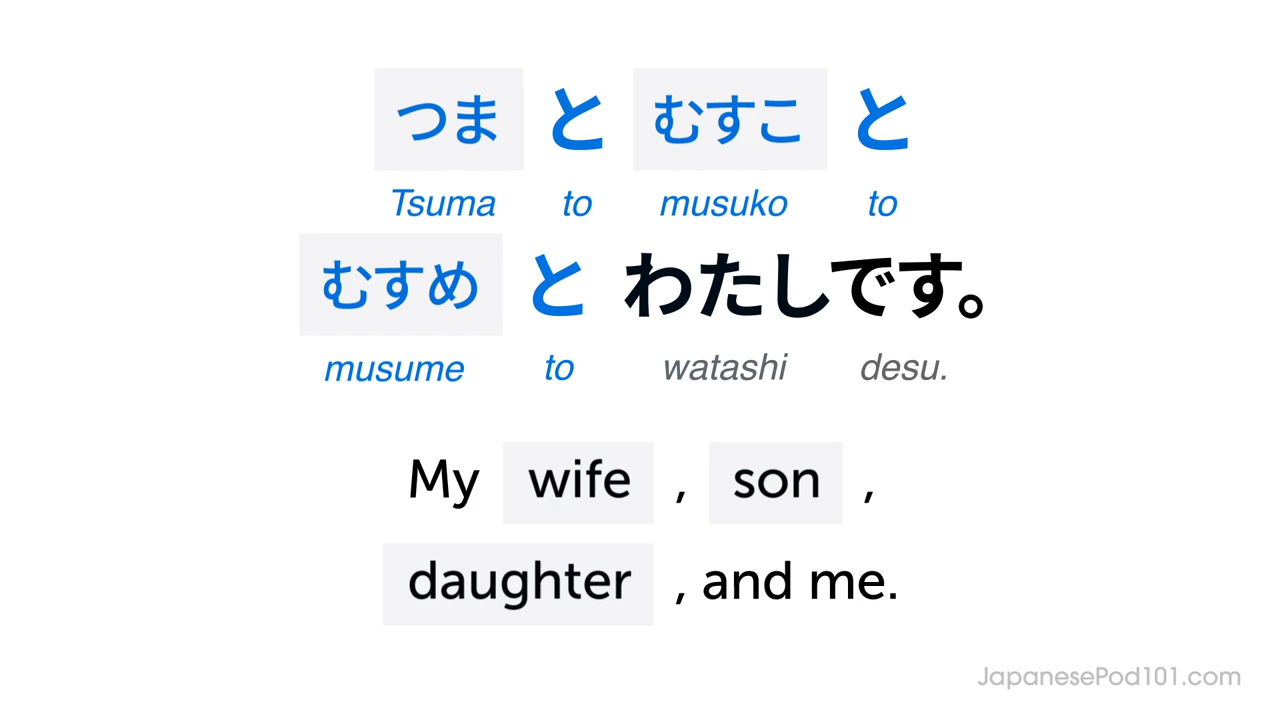 つま と むすこ と
Tsuma to musuko to
むすめ と わたしです。
musume to watashi desu.
My wife , son ,
daughter , and me.
JapanesePod101.com